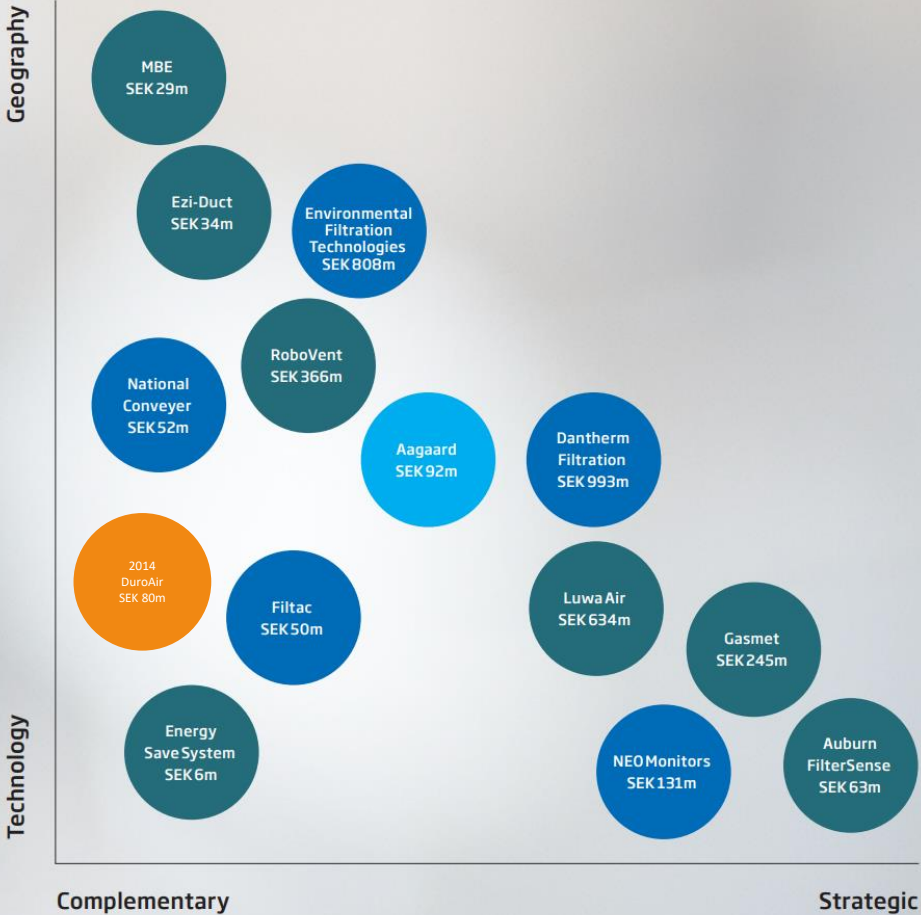 Geography
MBE
SEK 29m
Ezi-Duct
SEK 34m
Environmental
Filtration
Technologies
SEK 808m
RoboVent
SEK 366m
National
Conveyer
SEK 52m
Aagaard
SEK 92m
Dantherm
Filtration
SEK 993m
2014
DuroAir
SEK 80m
Filtac
SEK 50m
Luwa Air
SEK 634m
Gasmet
SEK 245m
Energy
Save System
SEK 6m
NEO Monitors
SEK 131m
Auburn
FilterSense
SEK 63m
Technology
Complementary
Strategic